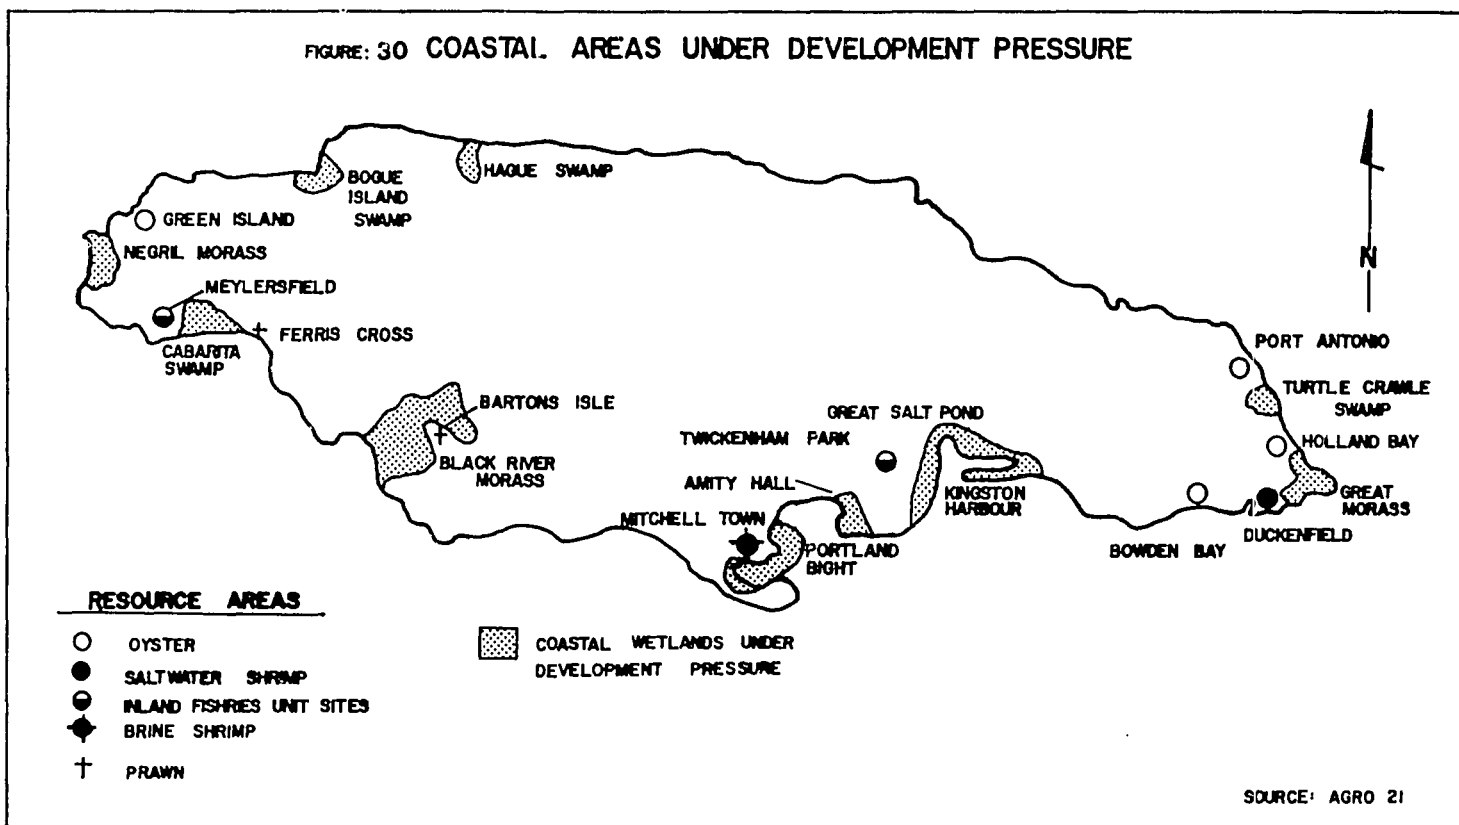 FIGURE: 30 COASTAL AREAS UNDER DEVELOPMENT PRESSURE
HAGUE SWAMP
BOGUE
ISLAND
SWAMP
GREEN ISLAND
NEGRIL MORASS
MEYLERSFIELD
N
FERRIS CROSS
CABARITA
SWAMP
PORT ANTONIO
TURTLE CRAWLE
SWAMP
BARTONS ISLE
GREAT SALT POND
TWICKENHAM PARK
HOLLAND BAY
BLACK RIVER
MORASS
AMITY HALL
KINGSTON
HARBOUR
GREAT
MORASS
MITCHELL TOWN
DUCKENFIELD
PORTLAND
BIGHT
BOWDEN BAY
RESOURCE AREAS
OYSTER
SALTWATER SHRIMP
INLAND FISHRIES UNIT SITES
BRINE SHRIMP
PRAWN
COASTAL WETLANDS UNDER
DEVELOPMENT PRESSURE
SOURCE: AGRO 21